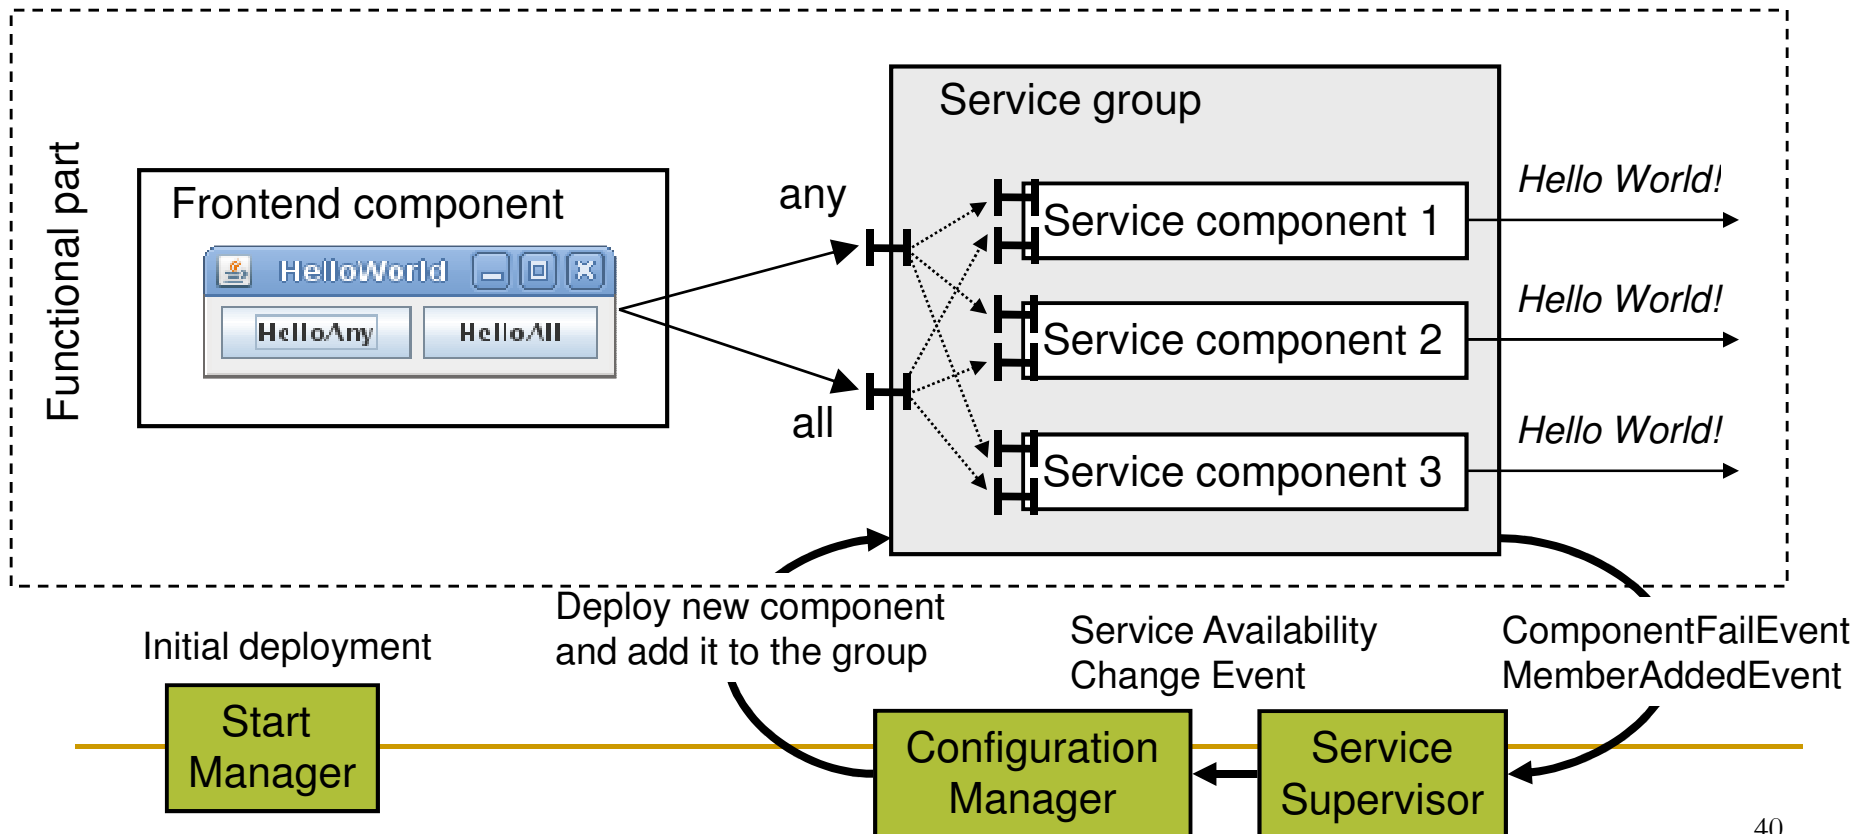 Functional part
Frontend component
HelloWorld
HelloAny
HelloAll
any
all
Service group
Service component 1
Service component 2
Service component 3
Hello World!
Hello World!
Hello World!
Initial deployment
Start
Manager
Deploy new component
and add it to the group
Service Availability
Change Event
ComponentFailEvent
MemberAddedEvent
Configuration
Manager
Service
Supervisor
40